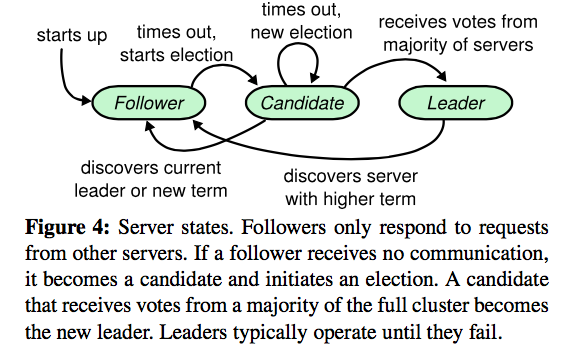 starts up
times out,
starts election
times out,
new election
receives votes from
majority of servers
Follower
Candidate
Leader
discovers current
leader or new term
discovers server
with higher term
Figure 4: Server states. Followers only respond to requests
from other servers. If a follower receives no communication,
it becomes a candidate and initiates an election. A candidate
that receives votes from a majority of the full cluster becomes
the new leader. Leaders typically operate until they fail.